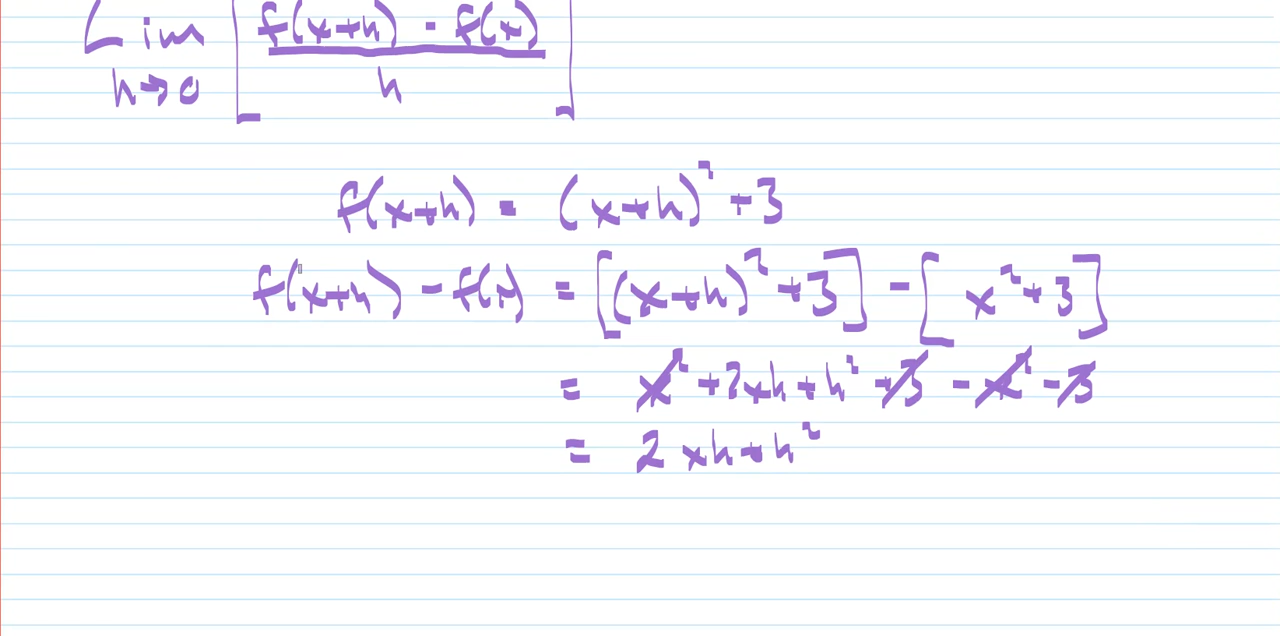 Lim [ f(x+h) - f(x)
h→0 h ]
f(x+h) = (x+h)² + 3
f(x+h) - f(x) = [(x+h)² + 3] - [x² + 3]
= x² + 2xh + h² + 3 - x² - 3
= 2xh + h²